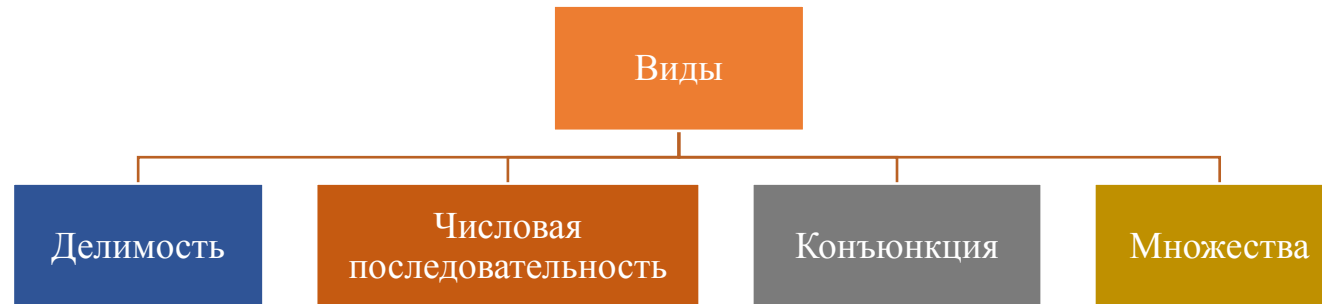 Виды
Делимость
Числовая
последовательность
Конъюнкция
Множества